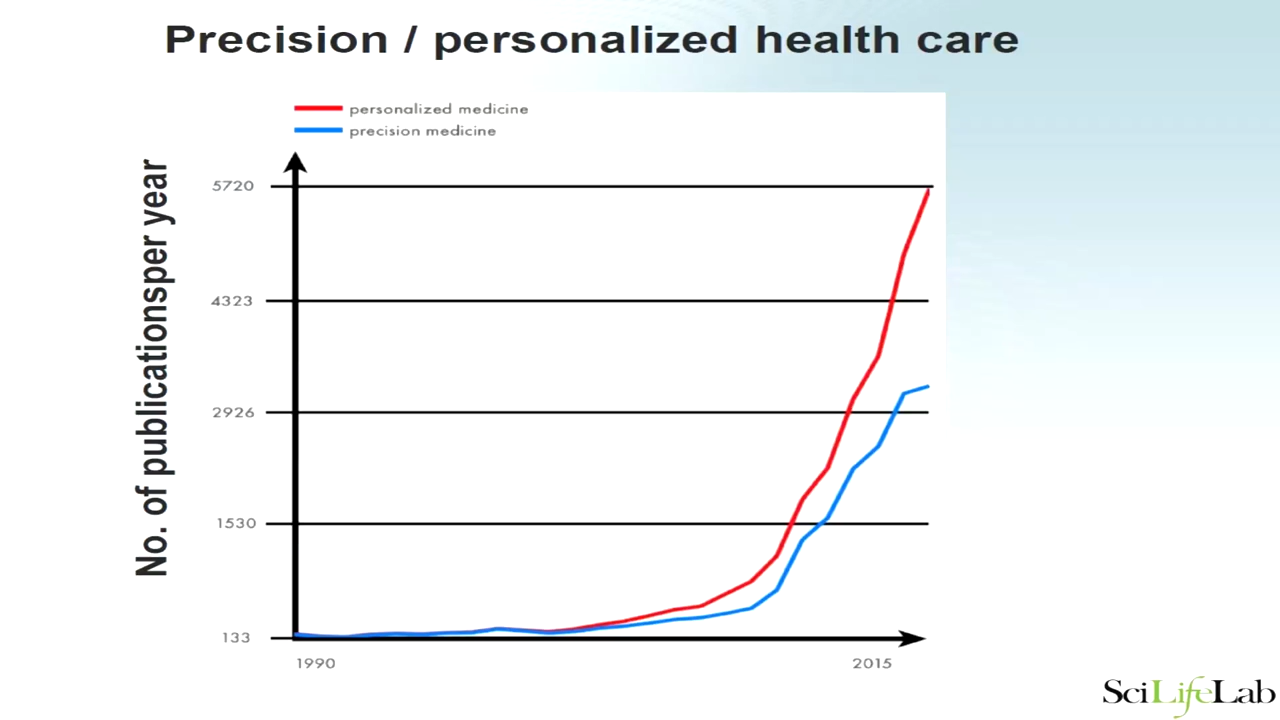 Precision / personalized health care
personalized medicine
precision medicine
No. of publicationsper year
5720
4323
2926
1530
133
1990
2015
SciLifeLab